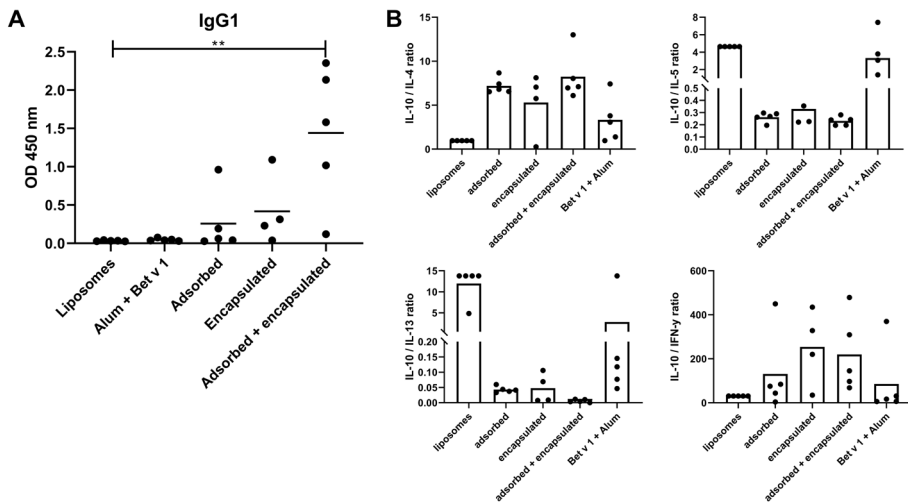 A
IgG1
**
OD 450 nm
2.5
2.0
1.5
1.0
0.5
0.0
Liposomes
Alum + Bet v 1
Adsorbed
Encapsulated
Adsorbed + encapsulated
B
IL-10 / IL-4 ratio
15
10
5
0
liposomes
adsorbed
encapsulated
adsorbed + encapsulated
Bet v 1 + Alum
IL-10 / IL-5 ratio
8
6
4
2
0.5
0.4
0.3
0.2
0.1
0.0
liposomes
adsorbed
encapsulated
adsorbed + encapsulated
Bet v 1 + Alum
IL-10 / IL-13 ratio
15
10
5
0.20
0.15
0.10
0.05
0.00
liposomes
adsorbed
encapsulated
adsorbed + encapsulated
Bet v 1 + Alum
IL-10 / IFN-y ratio
600
400
200
0
liposomes
adsorbed
encapsulated
adsorbed + encapsulated
Bet v 1 + Alum